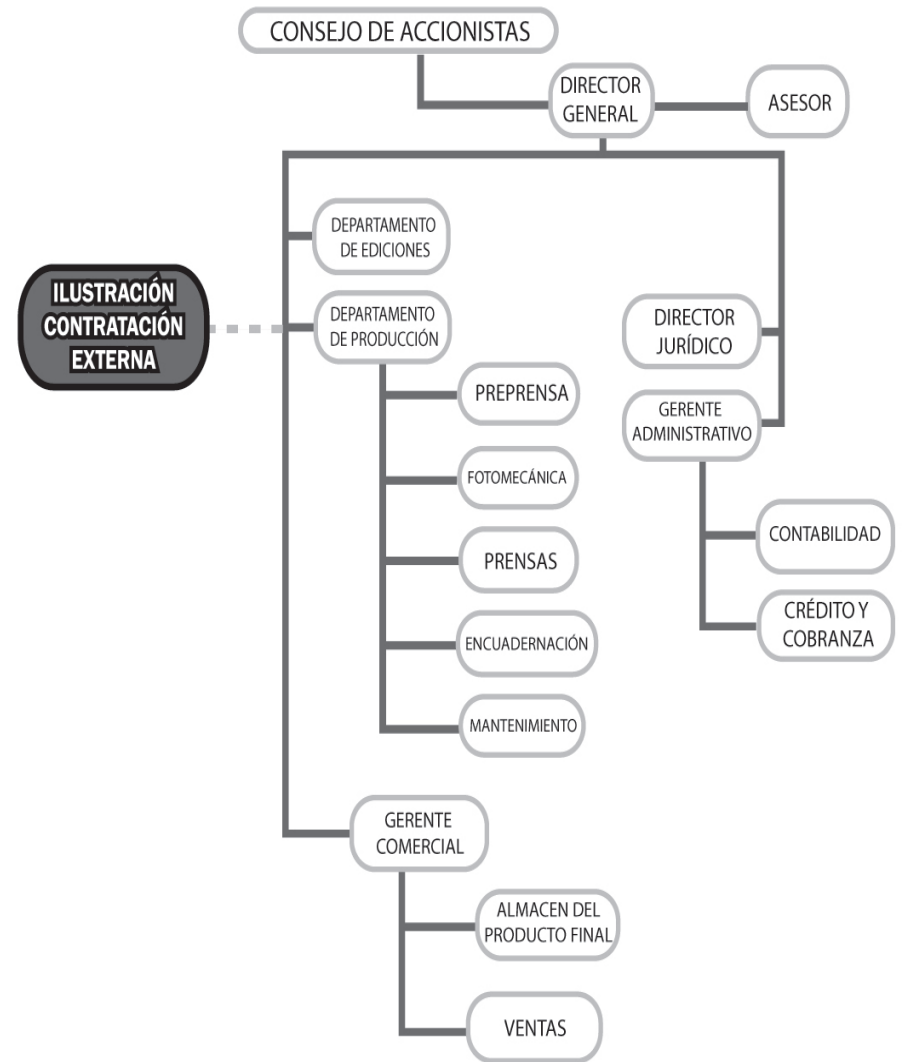 CONSEJO DE ACCIONISTAS
DIRECTOR
GENERAL
ASESOR
DEPARTAMENTO
DE EDICIONES
ILUSTRACIÓN
CONTRATACIÓN
EXTERNA
DEPARTAMENTO
DE PRODUCCIÓN
DIRECTOR
JURÍDICO
PREPRENSA
GERENTE
ADMINISTRATIVO
FOTOMECÁNICA
CONTABILIDAD
PRENSAS
CRÉDITO Y
COBRANZA
ENCUADERNACIÓN
MANTENIMIENTO
GERENTE
COMERCIAL
ALMACEN DEL
PRODUCTO FINAL
VENTAS